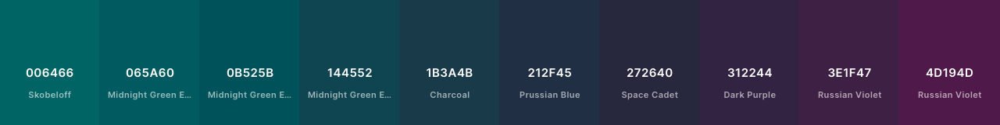 006466 065A60 0B525B 144552 1B3A4B 212F45 272640 312244 3E1F47 4D194D
Skobeloff Midnight Green E... Midnight Green E... Midnight Green E... Charcoal Prussian Blue Space Cadet Dark Purple Russian Violet Russian Violet